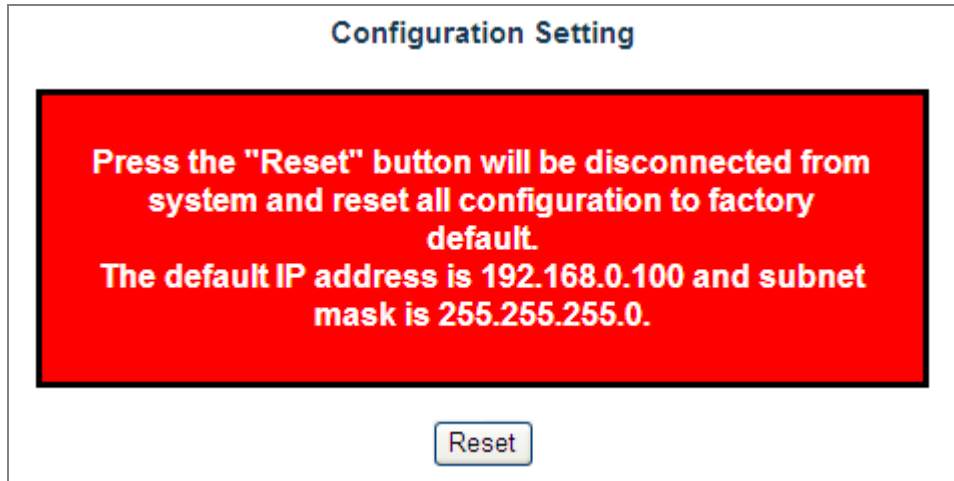 Configuration Setting
Press the "Reset" button will be disconnected from
system and reset all configuration to factory
default.
The default IP address is 192.168.0.100 and subnet
mask is 255.255.255.0.
Reset